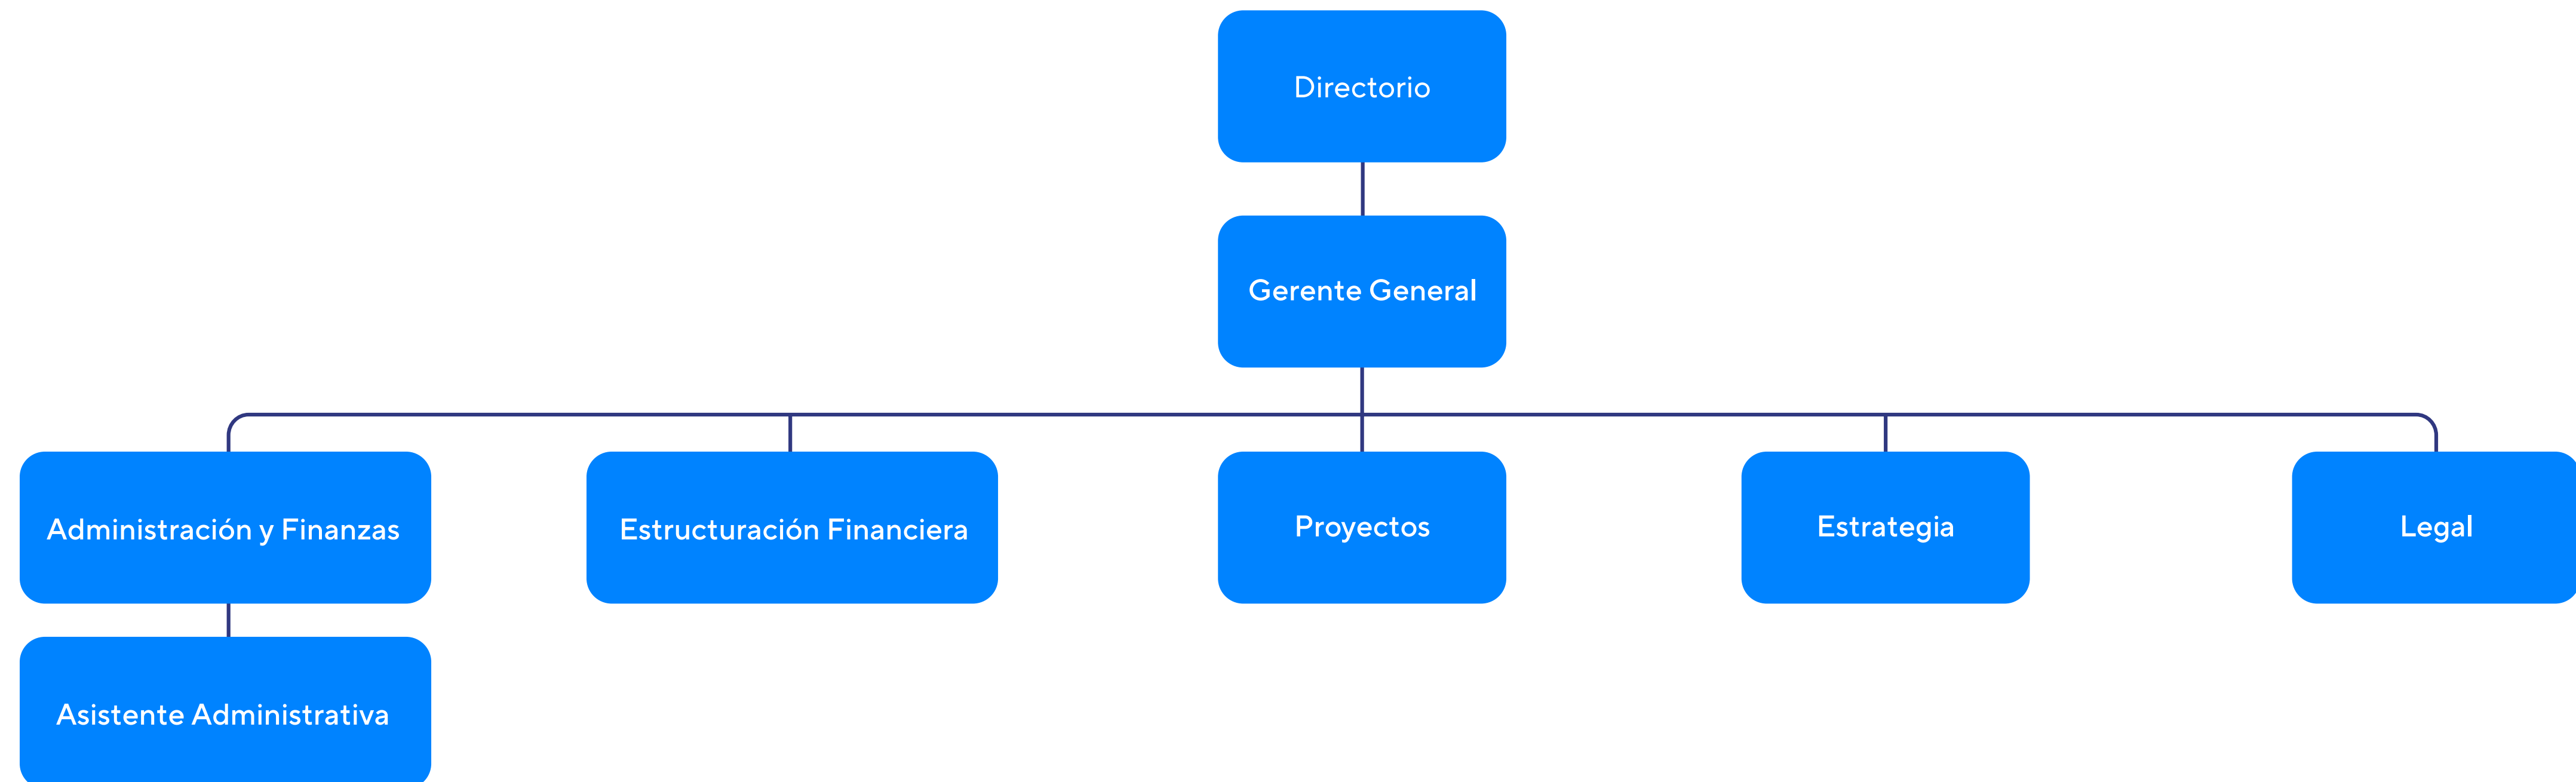 Directorio
Gerente General
Administración y Finanzas
Estructuración Financiera
Proyectos
Estrategia
Legal
Asistente Administrativa